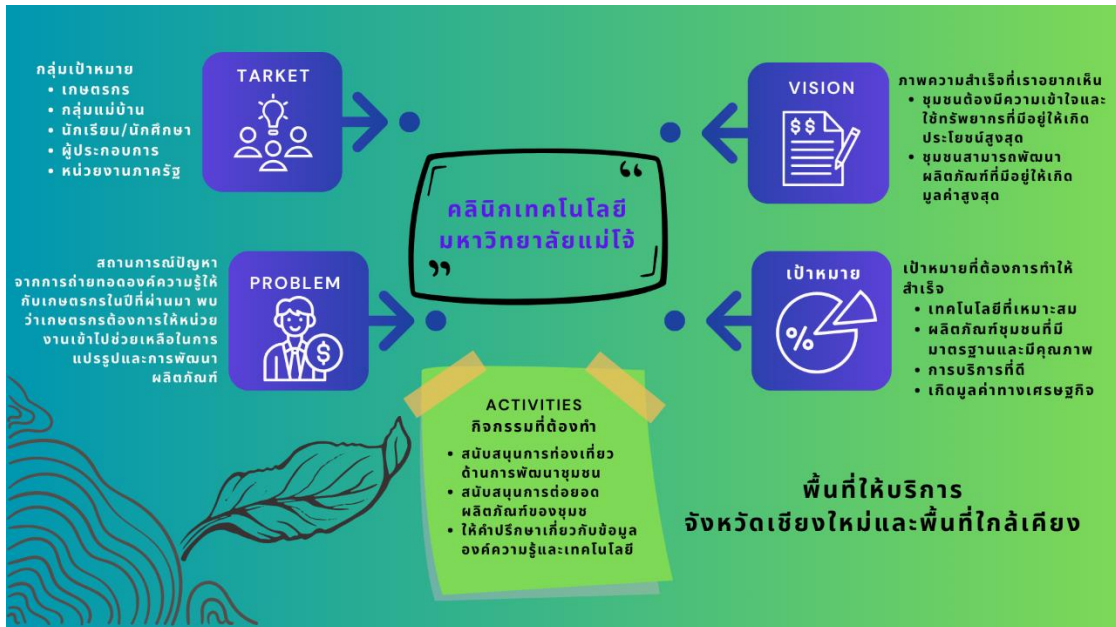 TARKET
กลุ่มเป้าหมาย
• เกษตรกร
• กลุ่มแม่บ้าน
• นักเรียน/นักศึกษา
• ผู้ประกอบการ
• หน่วยงานภาครัฐ
VISION
$$
ภาพความสำเร็จที่เราอยากเห็น
• ชุมชนต้องมีความเข้าใจและ
ใช้ทรัพยากรที่มีอยู่ให้เกิด
ประโยชน์สูงสุด
• ชุมชนสามารถพัฒนา
ผลิตภัณฑ์ที่มีอยู่ให้เกิด
มูลค่าสูงสุด
คลินิกเทคโนโลยี
มหาวิทยาลัยแม่โจ้
PROBLEM
$
สถานการณ์ปัญหา
จากการถ่ายทอดองค์ความรู้ให้
กับเกษตรกรในปีที่ผ่านมา พบ
ว่าเกษตรกรต้องการให้หน่วย
งานเข้าไปช่วยเหลือในการ
แปรรูปและการพัฒนา
ผลิตภัณฑ์
เป้าหมาย
%
เป้าหมายที่ต้องการทำให้
สำเร็จ
• เทคโนโลยีที่เหมาะสม
• ผลิตภัณฑ์ชุมชนที่มี
มาตรฐานและมีคุณภาพ
• การบริการที่ดี
• เกิดมูลค่าทางเศรษฐกิจ
ACTIVITIES
กิจกรรมที่ต้องทำ
• สนับสนุนการท่องเที่ยว
ด้านการพัฒนาชุมชน
• สนับสนุนการต่อยอด
ผลิตภัณฑ์ของชุมช
• ให้คำปรึกษาเกี่ยวกับข้อมูล
องค์ความรู้และเทคโนโลยี
พื้นที่ให้บริการ
จังหวัดเชียงใหม่และพื้นที่ใกล้เคียง